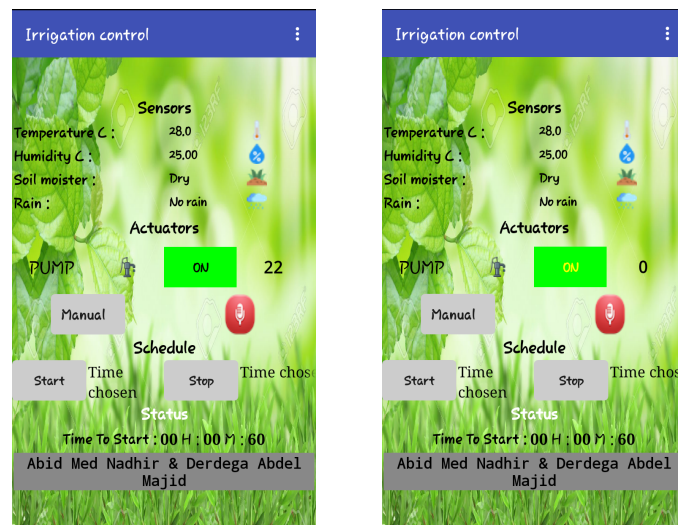 Irrigation control
Sensors
Temperature C : 28.0
Humidity C : 25.00
Soil moister : Dry
Rain : No rain
Actuators
PUMP ON 22
Manual
Schedule
Start Time chosen Stop Time chose
Status
Time To Start : 00 H : 00 M : 60
Abid Med Nadhir & Derdega Abdel
Majid
Irrigation control
Sensors
Temperature C : 28.0
Humidity C : 25.00
Soil moister : Dry
Rain : No rain
Actuators
PUMP ON 0
Manual
Schedule
Start Time chosen Stop Time chos
Status
Time To Start : 00 H : 00 M : 60
Abid Med Nadhir & Derdega Abdel
Majid